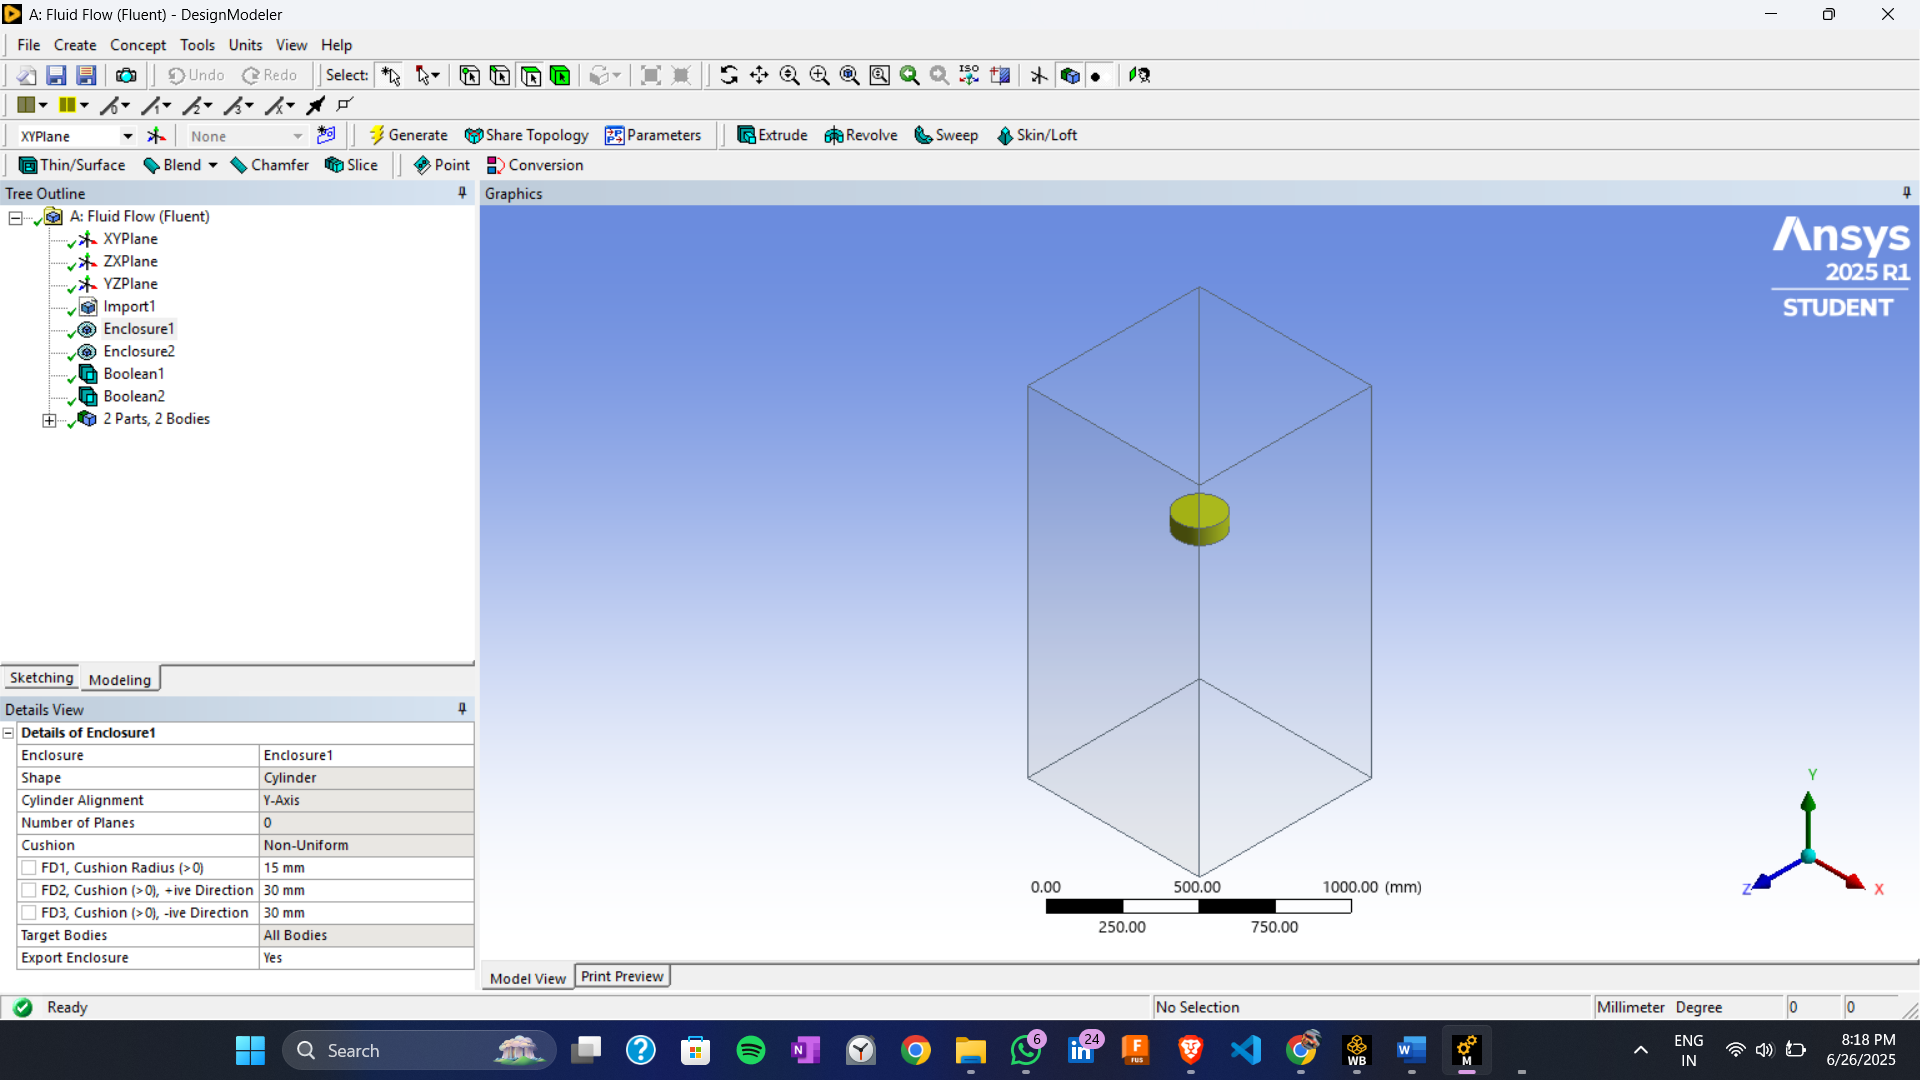 A: Fluid Flow (Fluent) - DesignModeler
File Create Concept Tools Units View Help
Undo Redo Select: ISO
XYPlane None Generate Share Topology Parameters Extrude Revolve Sweep Skin/Loft
Thin/Surface Blend Chamfer Slice Point Conversion
Tree Outline
A: Fluid Flow (Fluent)
XYPlane
ZXPlane
YZPlane
Import1
Enclosure1
Enclosure2
Boolean1
Boolean2
2 Parts, 2 Bodies
Sketching Modeling
Details View
Details of Enclosure1
Enclosure Enclosure1
Shape Cylinder
Cylinder Alignment Y-Axis
Number of Planes 0
Cushion Non-Uniform
FD1, Cushion Radius (>0) 15 mm
FD2, Cushion (>0), +ive Direction 30 mm
FD3, Cushion (>0), -ive Direction 30 mm
Target Bodies All Bodies
Export Enclosure Yes
Graphics
Ansys
2025 R1
STUDENT
0.00 500.00 1000.00 (mm)
250.00 750.00
Y
Z X
Model View Print Preview
Ready No Selection Millimeter Degree 0 0
Search 6 24 F FUS WB W M ENG IN 8:18 PM
6/26/2025